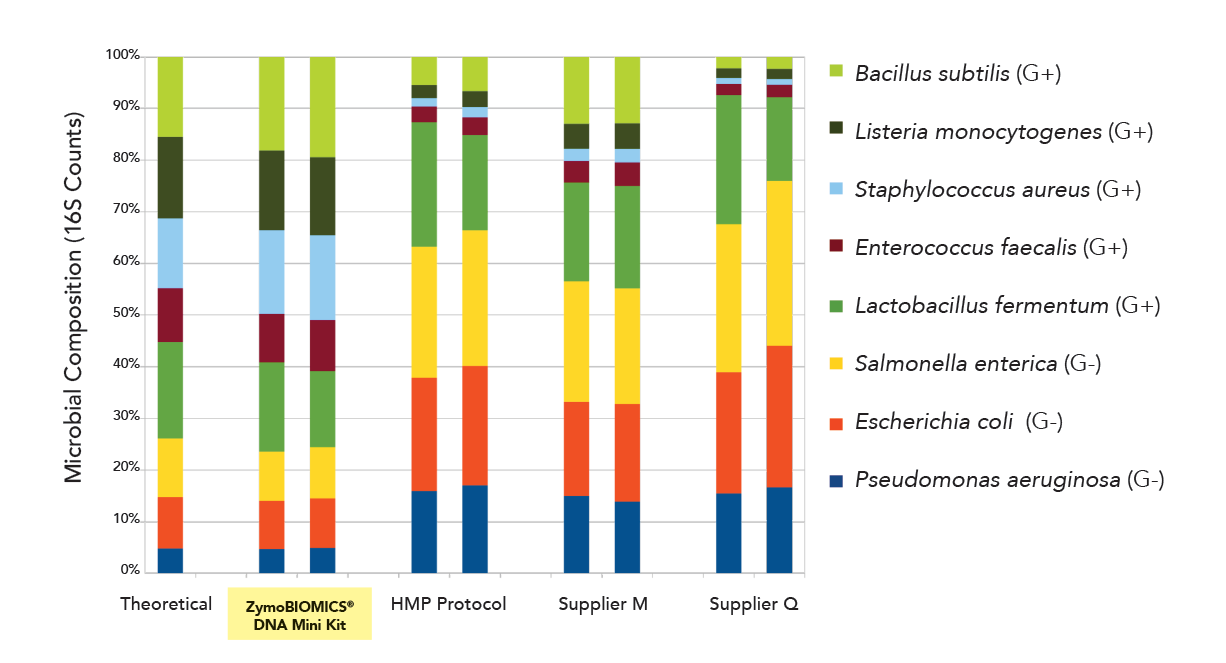 Microbial Composition (16S Counts)
100%
90%
80%
70%
60%
50%
40%
30%
20%
10%
0%
Theoretical
ZymoBIOMICS®
DNA Mini Kit
HMP Protocol
Supplier M
Supplier Q
Bacillus subtilis (G+)
Listeria monocytogenes (G+)
Staphylococcus aureus (G+)
Enterococcus faecalis (G+)
Lactobacillus fermentum (G+)
Salmonella enterica (G-)
Escherichia coli (G-)
Pseudomonas aeruginosa (G-)